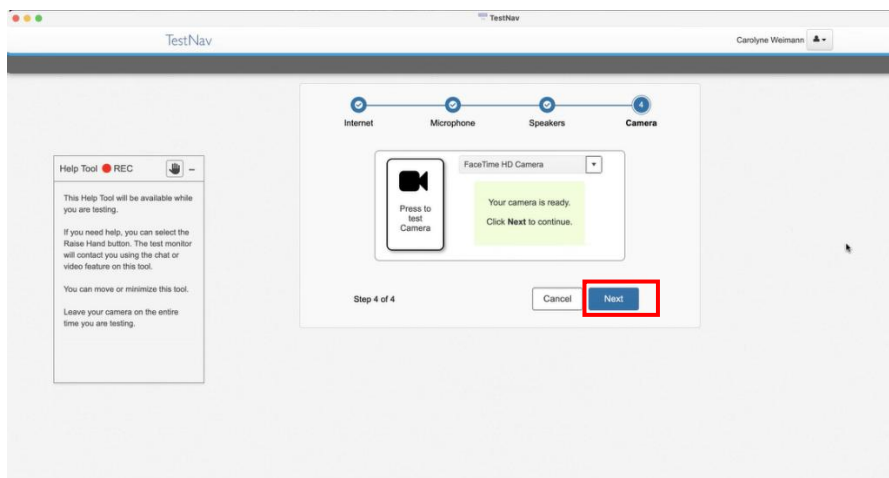 TestNav
TestNav
Carolyne Weimann
4
Internet
Microphone
Speakers
Camera
Help Tool REC
This Help Tool will be available while
you are testing.
If you need help, you can select the
Raise Hand button. The test monitor
will contact you using the chat or
video feature on this tool.
You can move or minimize this tool.
Leave your camera on the entire
time you are testing.
Press to
test
Camera
FaceTime HD Camera
Your camera is ready.
Click Next to continue.
Step 4 of 4
Cancel
Next